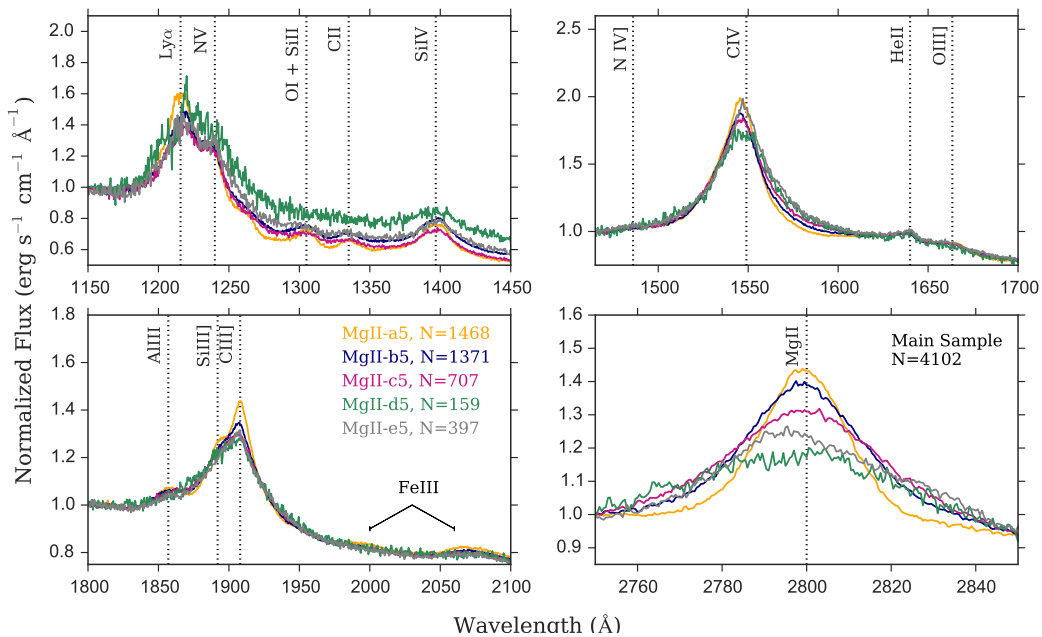 Normalized Flux (erg s⁻¹ cm⁻¹ Å⁻¹)
2.0
1.8
1.6
1.4
1.2
1.0
0.8
0.6
Lyα
NV
OI + SiII
CII
SiIV
1150 1200 1250 1300 1350 1400 1450
2.5
2.0
1.5
1.0
N IV]
CIV
HeII
OIII]
1500 1550 1600 1650 1700
1.8
1.6
1.4
1.2
1.0
0.8
AlIII
SiIII]
CIII]
MgII-a5, N=1468
MgII-b5, N=1371
MgII-c5, N=707
MgII-d5, N=159
MgII-e5, N=397
FeIII
1800 1850 1900 1950 2000 2050 2100
1.6
1.5
1.4
1.3
1.2
1.1
1.0
0.9
MgII
Main Sample
N=4102
2760 2780 2800 2820 2840
Wavelength (Å)